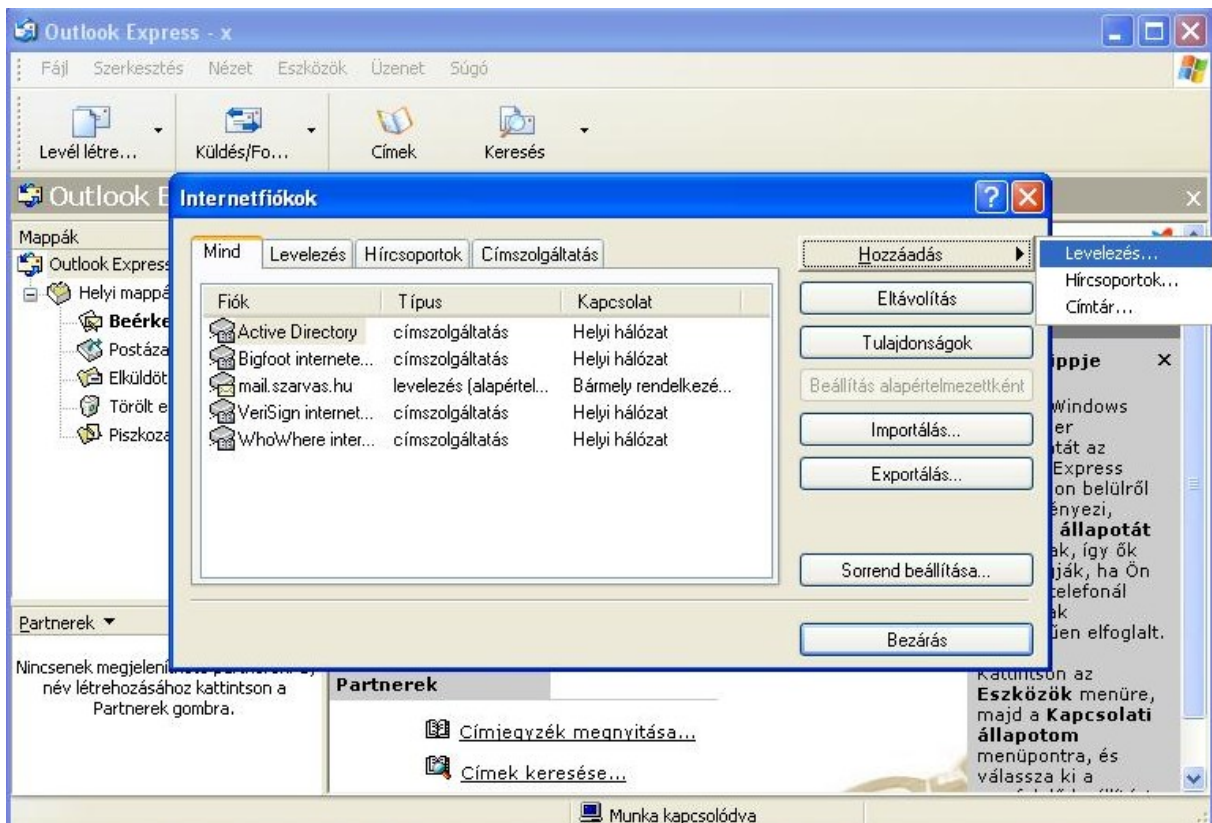 Outlook Express - x
Fájl Szerkesztés Nézet Eszközök Üzenet Súgó
Levél létre... Küldés/Fo... Címek Keresés
Outlook E
Internetfiókok
Mappák
Outlook Express
Helyi mappá
Beérke
Postáza
Elküldöt
Törölt e
Piszkoza
Mind Levelezés Hírcsoportok Címszolgáltatás
Fiók Típus Kapcsolat
Active Directory címszolgáltatás Helyi hálózat
Bigfoot internete... címszolgáltatás Helyi hálózat
mail.szarvas.hu levelezés (alapértel... Bármely rendelkezé...
VeriSign internet... címszolgáltatás Helyi hálózat
WhoWhere inter... címszolgáltatás Helyi hálózat
Hozzáadás
Eltávolítás
Tulajdonságok
Beállítás alapértelmezettként
Importálás...
Exportálás...
Sorrend beállítása...
Bezárás
Levelezés...
Hírcsoportok...
Címtár...
ippje
Windows
er
tát az
Express
on belülről
ényezi,
állapotát
ak, így ők
ják, ha Ön
telefonál
ak
űen elfoglalt.
Kattintson az
Eszközök menüre,
majd a Kapcsolati
állapotom
menüpontra, és
válassza ki a
Partnerek
Nincsenek
név létrehozásához kattintson a
Partnerek gombra.
Partnerek
Címjegyzék megnyitása...
Címek keresése...
Munka kapcsolódva